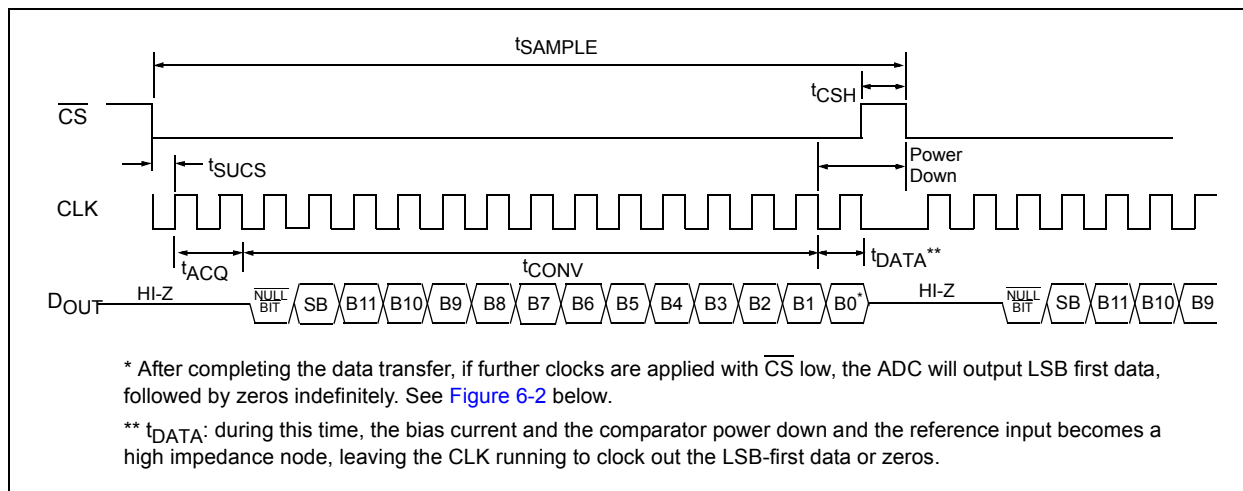 tSAMPLE
tCSH
CS
tSUCS
Power
Down
CLK
tACQ
tCONV
tDATA**
DOUT
HI-Z
NULL
BIT
SB
B11
B10
B9
B8
B7
B6
B5
B4
B3
B2
B1
B0*
HI-Z
NULL
BIT
SB
B11
B10
B9
* After completing the data transfer, if further clocks are applied with CS low, the ADC will output LSB first data,
followed by zeros indefinitely. See Figure 6-2 below.
** tDATA: during this time, the bias current and the comparator power down and the reference input becomes a
high impedance node, leaving the CLK running to clock out the LSB-first data or zeros.